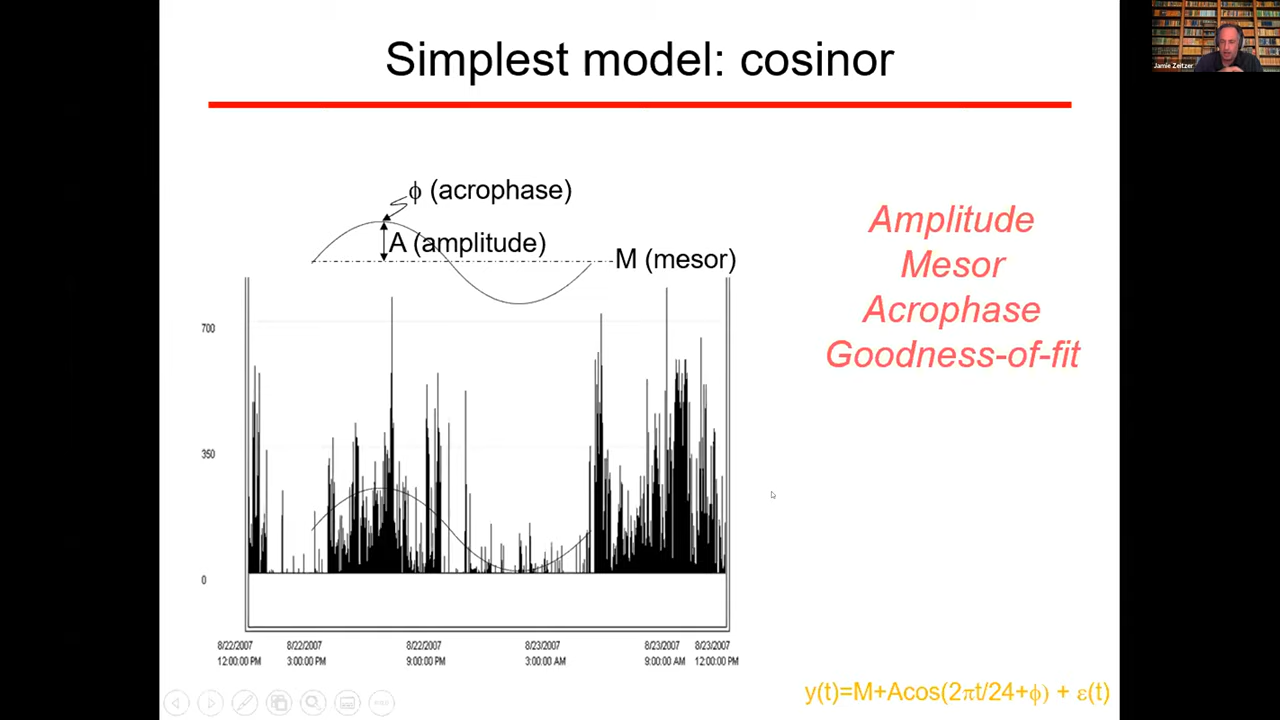 Simplest model: cosinor
Jamie Zeitzer
ϕ (acrophase)
A (amplitude)
M (mesor)
Amplitude
Mesor
Acrophase
Goodness-of-fit
700
350
0
8/22/2007 8/22/2007 8/22/2007 8/23/2007 8/23/2007 8/23/2007
12:00:00 PM 3:00:00 PM 9:00:00 PM 3:00:00 AM 9:00:00 AM 12:00:00 PM
y(t)=M+Acos(2πt/24+ϕ) + ε(t)